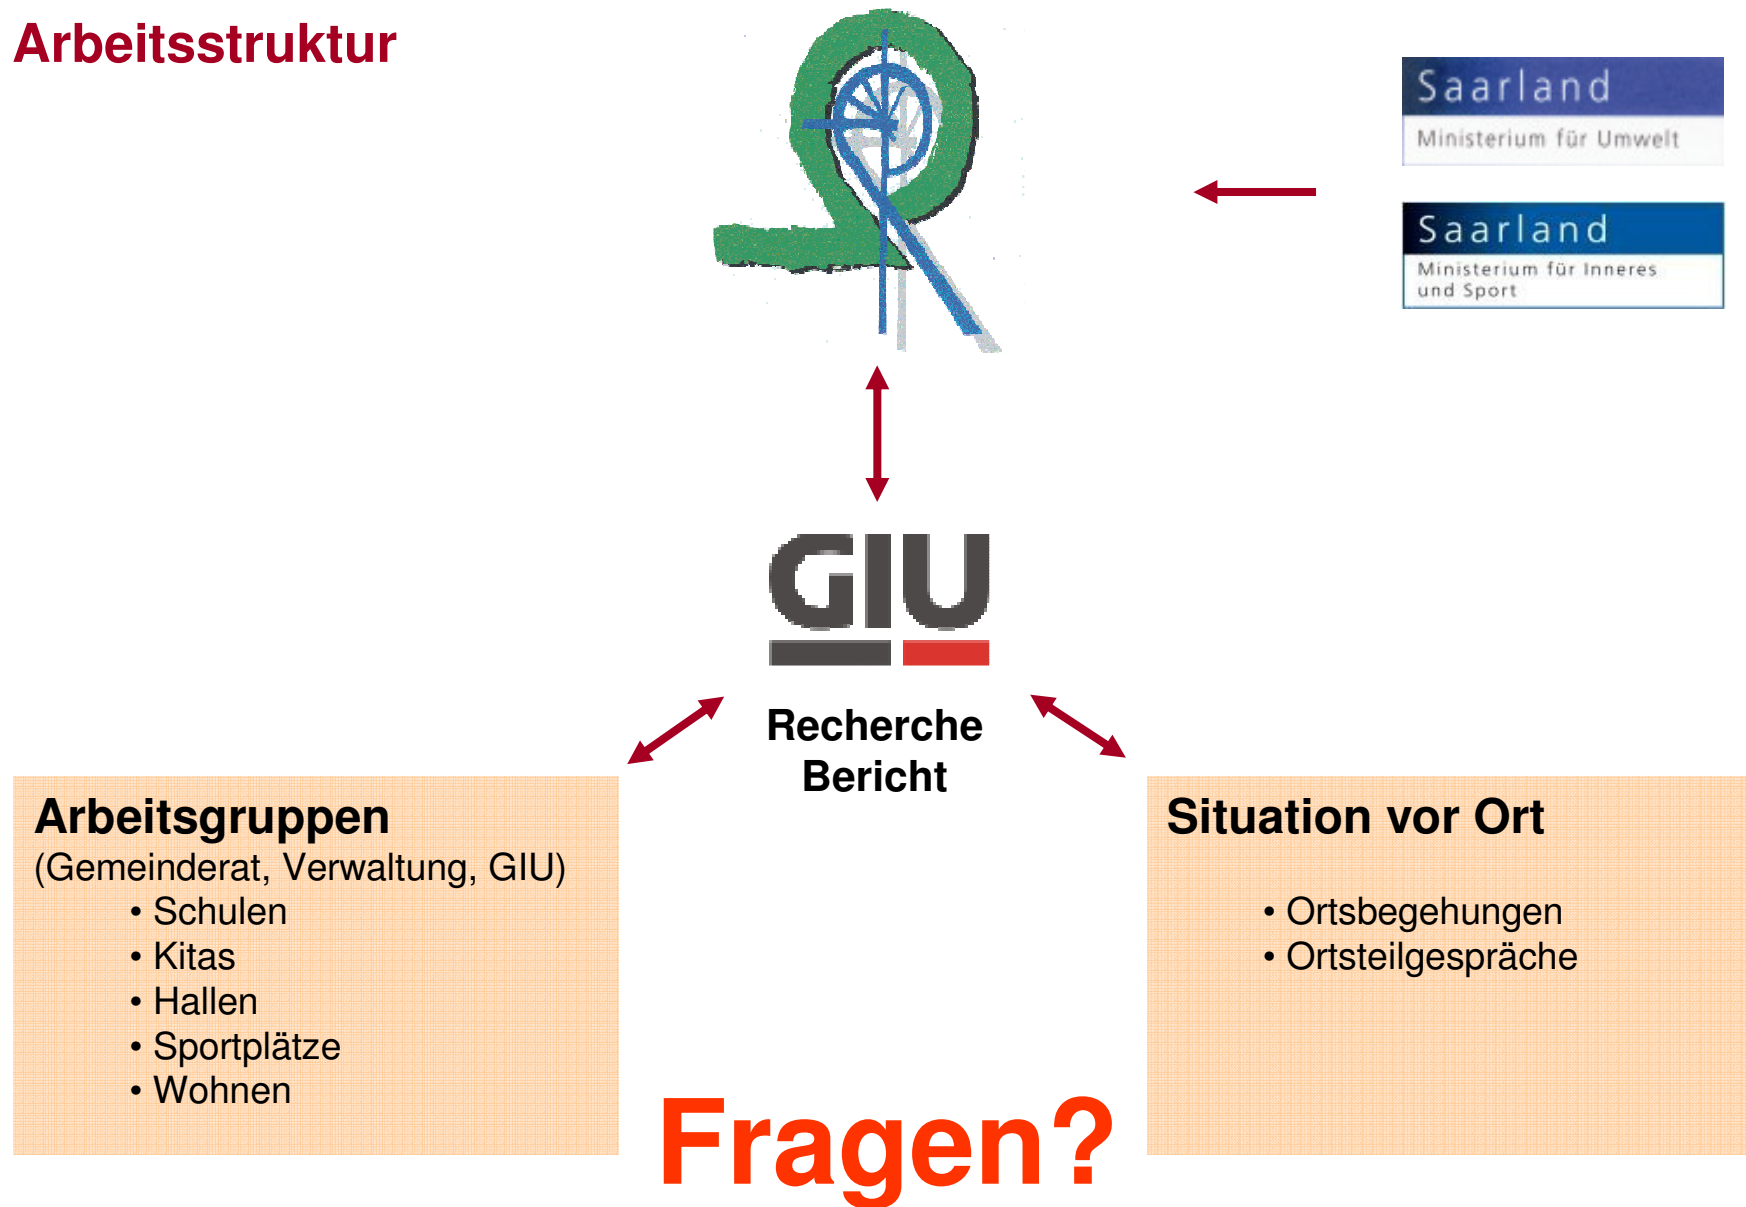 Arbeitsstruktur
Saarland
Ministerium für Umwelt
Saarland
Ministerium für Inneres
und Sport
GIU
Recherche
Bericht
Arbeitsgruppen
(Gemeinderat, Verwaltung, GIU)
• Schulen
• Kitas
• Hallen
• Sportplätze
• Wohnen
Situation vor Ort
• Ortsbegehungen
• Ortsteilgespräche
Fragen?